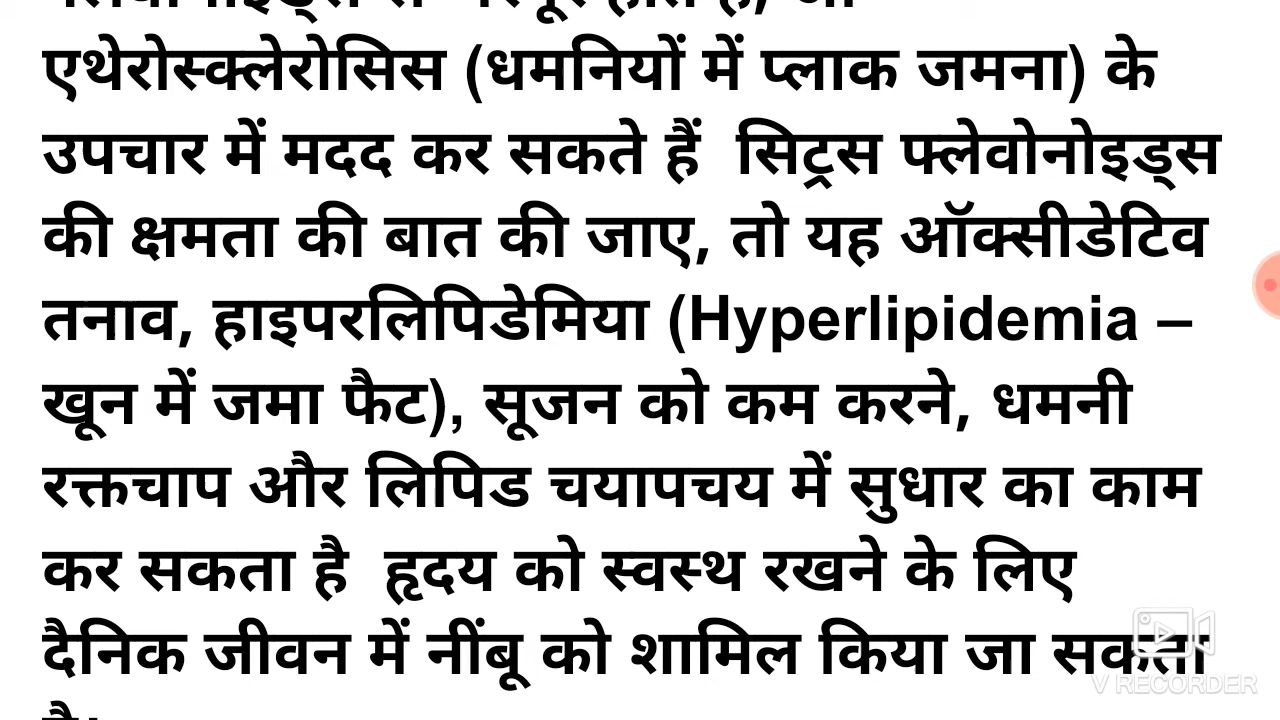 एथेरोस्क्लेरोसिस (धमनियों में प्लाक जमना) के
उपचार में मदद कर सकते हैं  सिट्रस फ्लेवोनोइड्स
की क्षमता की बात की जाए, तो यह ऑक्सीडेटिव
तनाव, हाइपरलिपिडेमिया (Hyperlipidemia –
खून में जमा फैट), सूजन को कम करने, धमनी
रक्तचाप और लिपिड चयापचय में सुधार का काम
कर सकता है  हृदय को स्वस्थ रखने के लिए
दैनिक जीवन में नींबू को शामिल किया जा सकता
V RECORDER